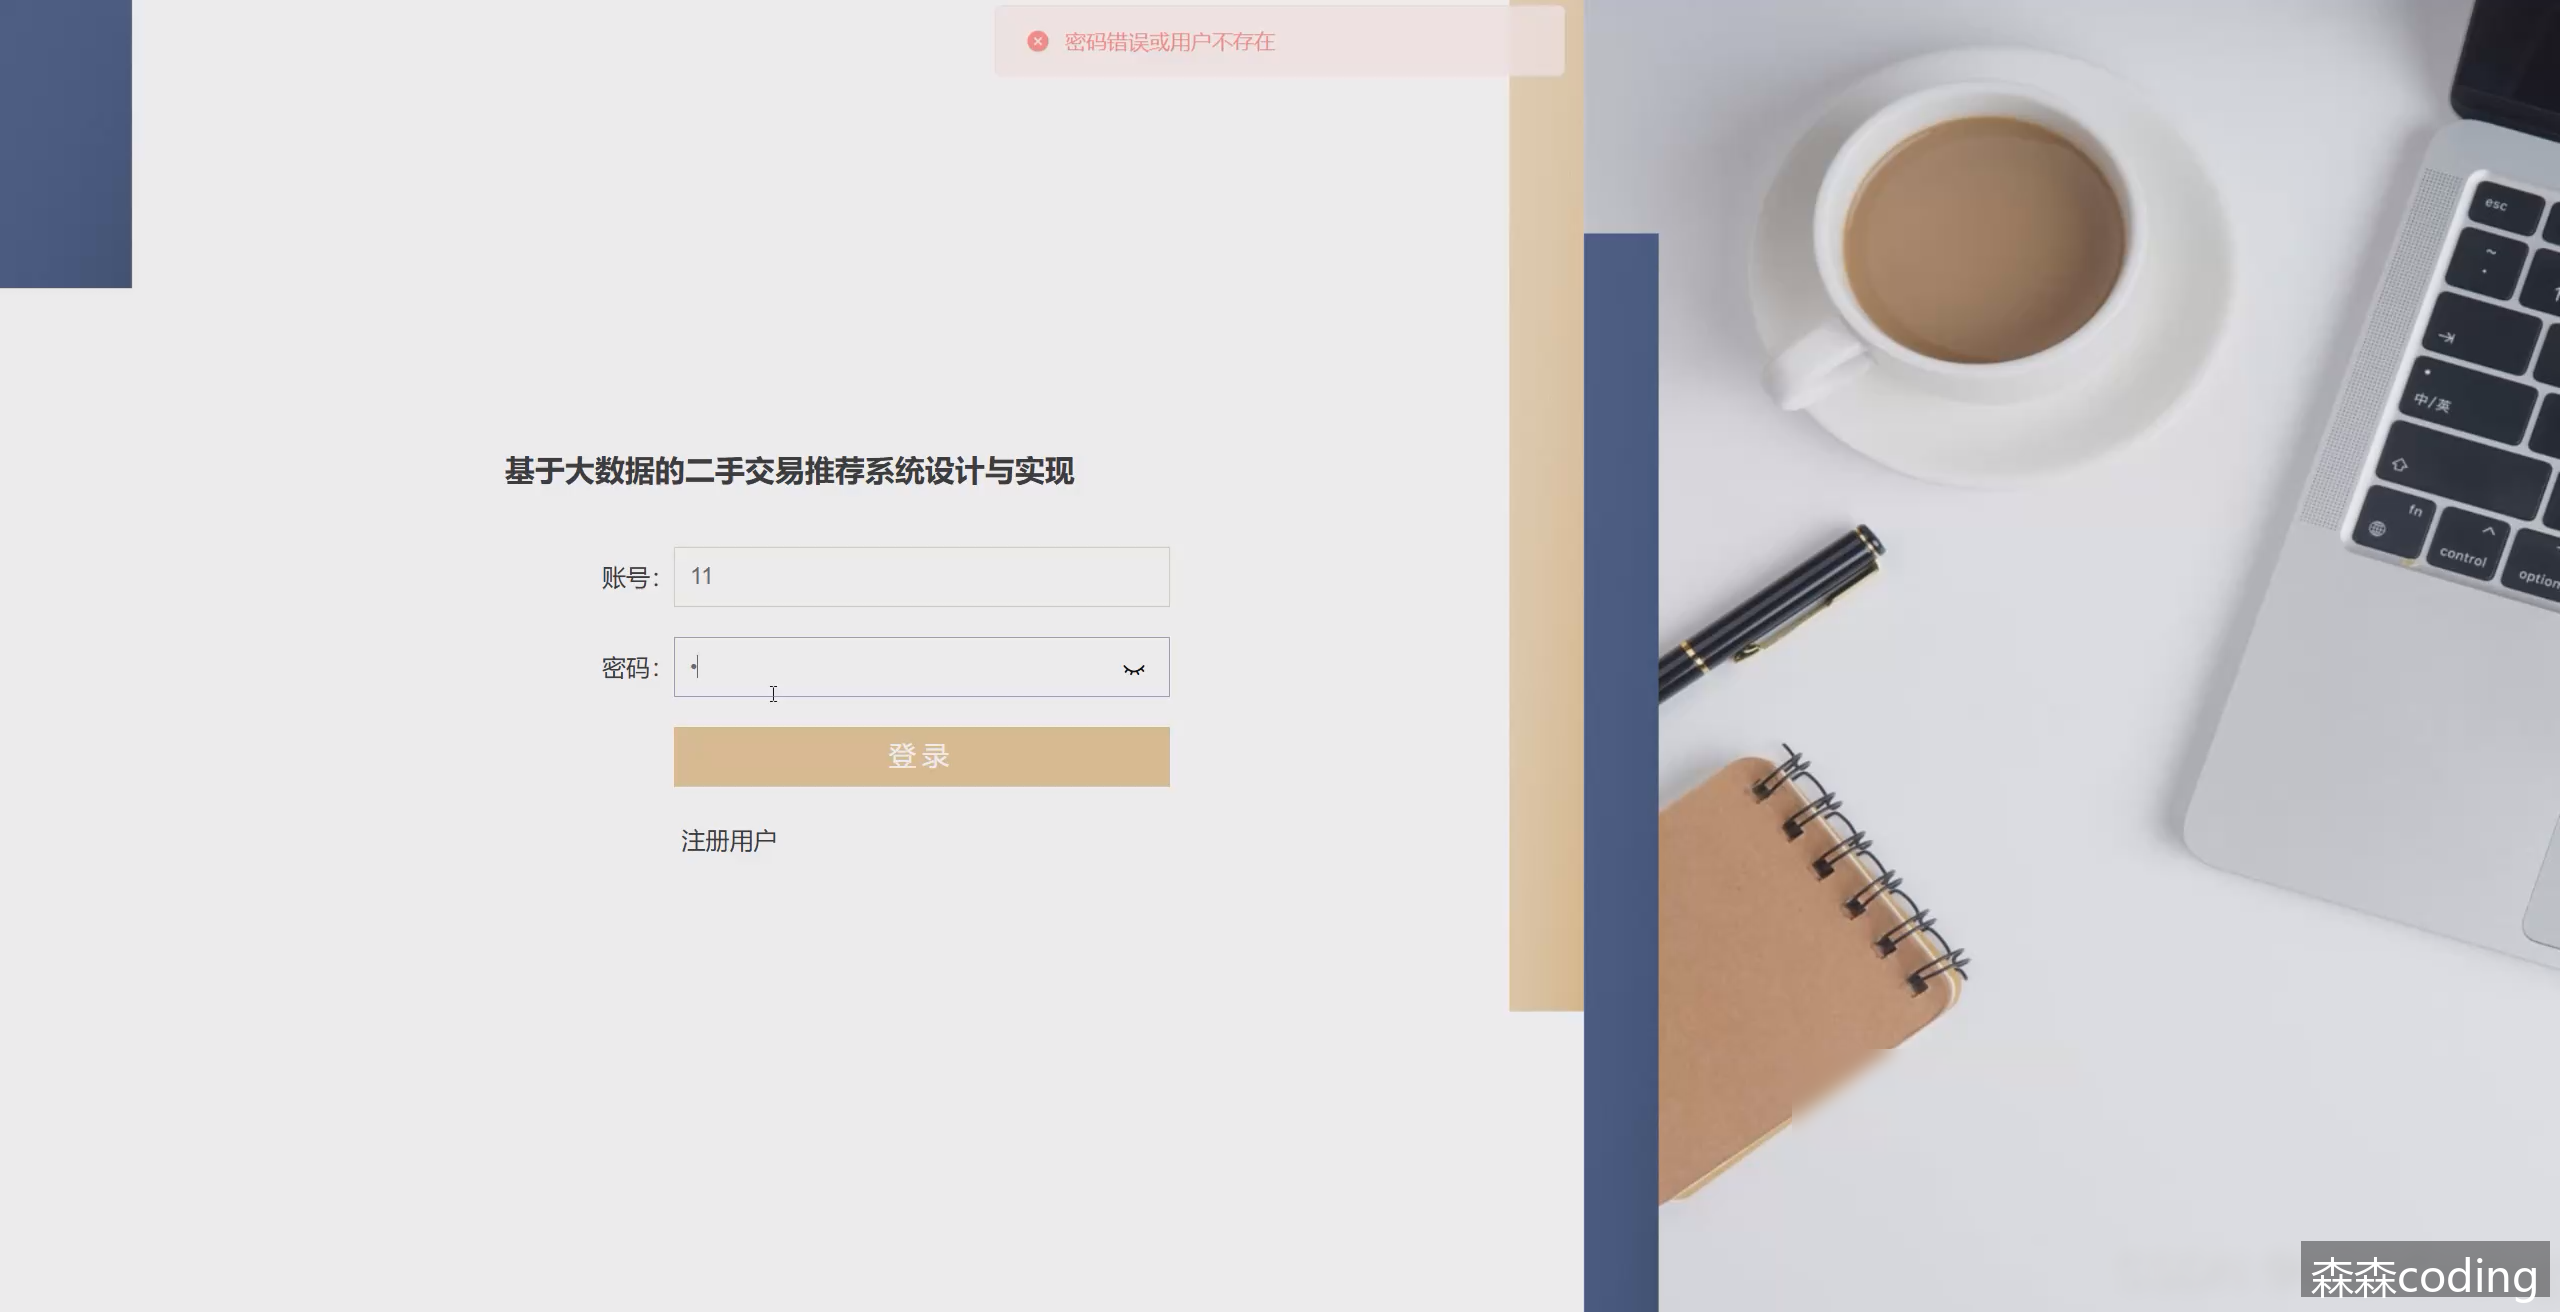 密码错误或用户不存在
基于大数据的二手交易推荐系统设计与实现
账号：
11
密码：
登录
注册用户
esc
~
中/英
fn
control
option
森森coding